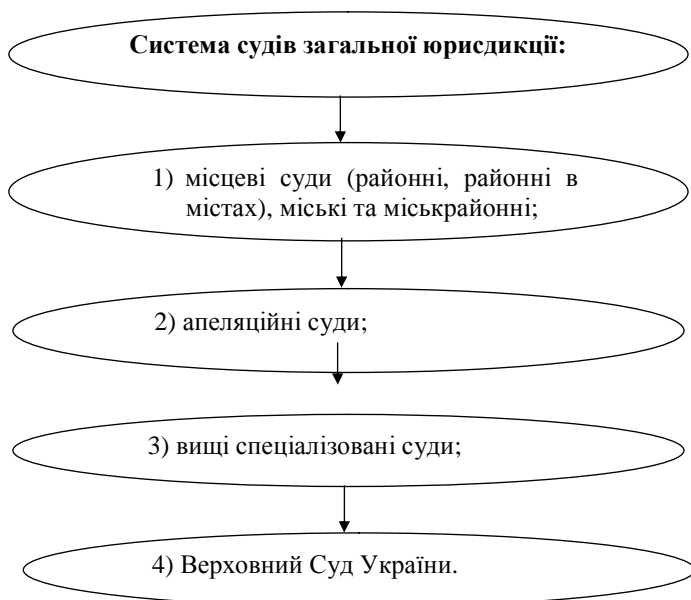 Система судів загальної юрисдикції:
1) місцеві суди (районні, районні в
містах), міські та міськрайонні;
2) апеляційні суди;
3) вищі спеціалізовані суди;
4) Верховний Суд України.